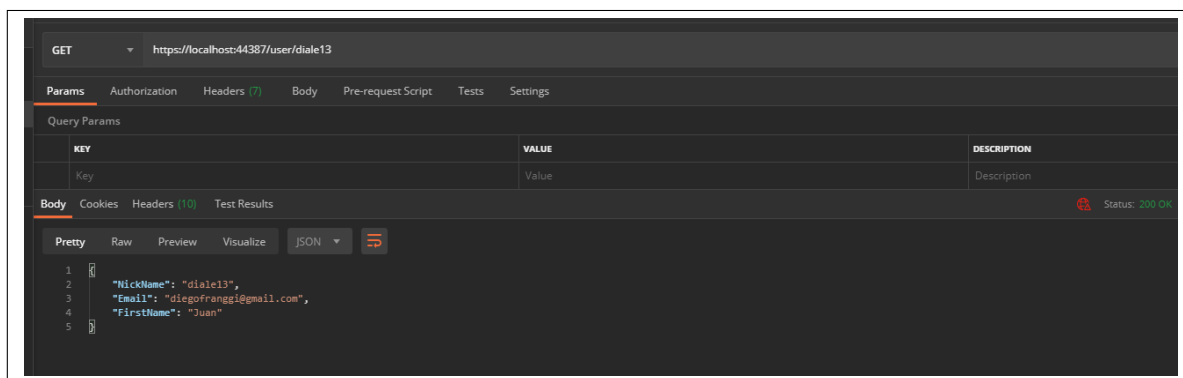 GET https://localhost:44387/user/diale13
Params Authorization Headers (7) Body Pre-request Script Tests Settings
Query Params
KEY VALUE DESCRIPTION
Key Value Description
Body Cookies Headers (10) Test Results Status: 200 OK
Pretty Raw Preview Visualize JSON
1 {
2 "NickName": "diale13",
3 "Email": "diegofranggi@gmail.com",
4 "FirstName": "Juan"
5 }